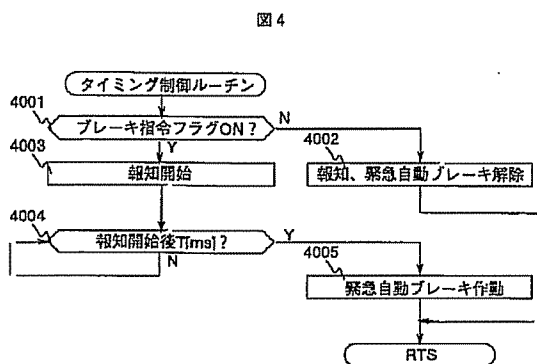 図4
タイミング制御ルーチン
4001
ブレーキ指令フラグON?
N
Y
4002
報知、緊急自動ブレーキ解除
4003
報知開始
4004
報知開始後T[ms]?
Y
N
4005
緊急自動ブレーキ作動
RTS